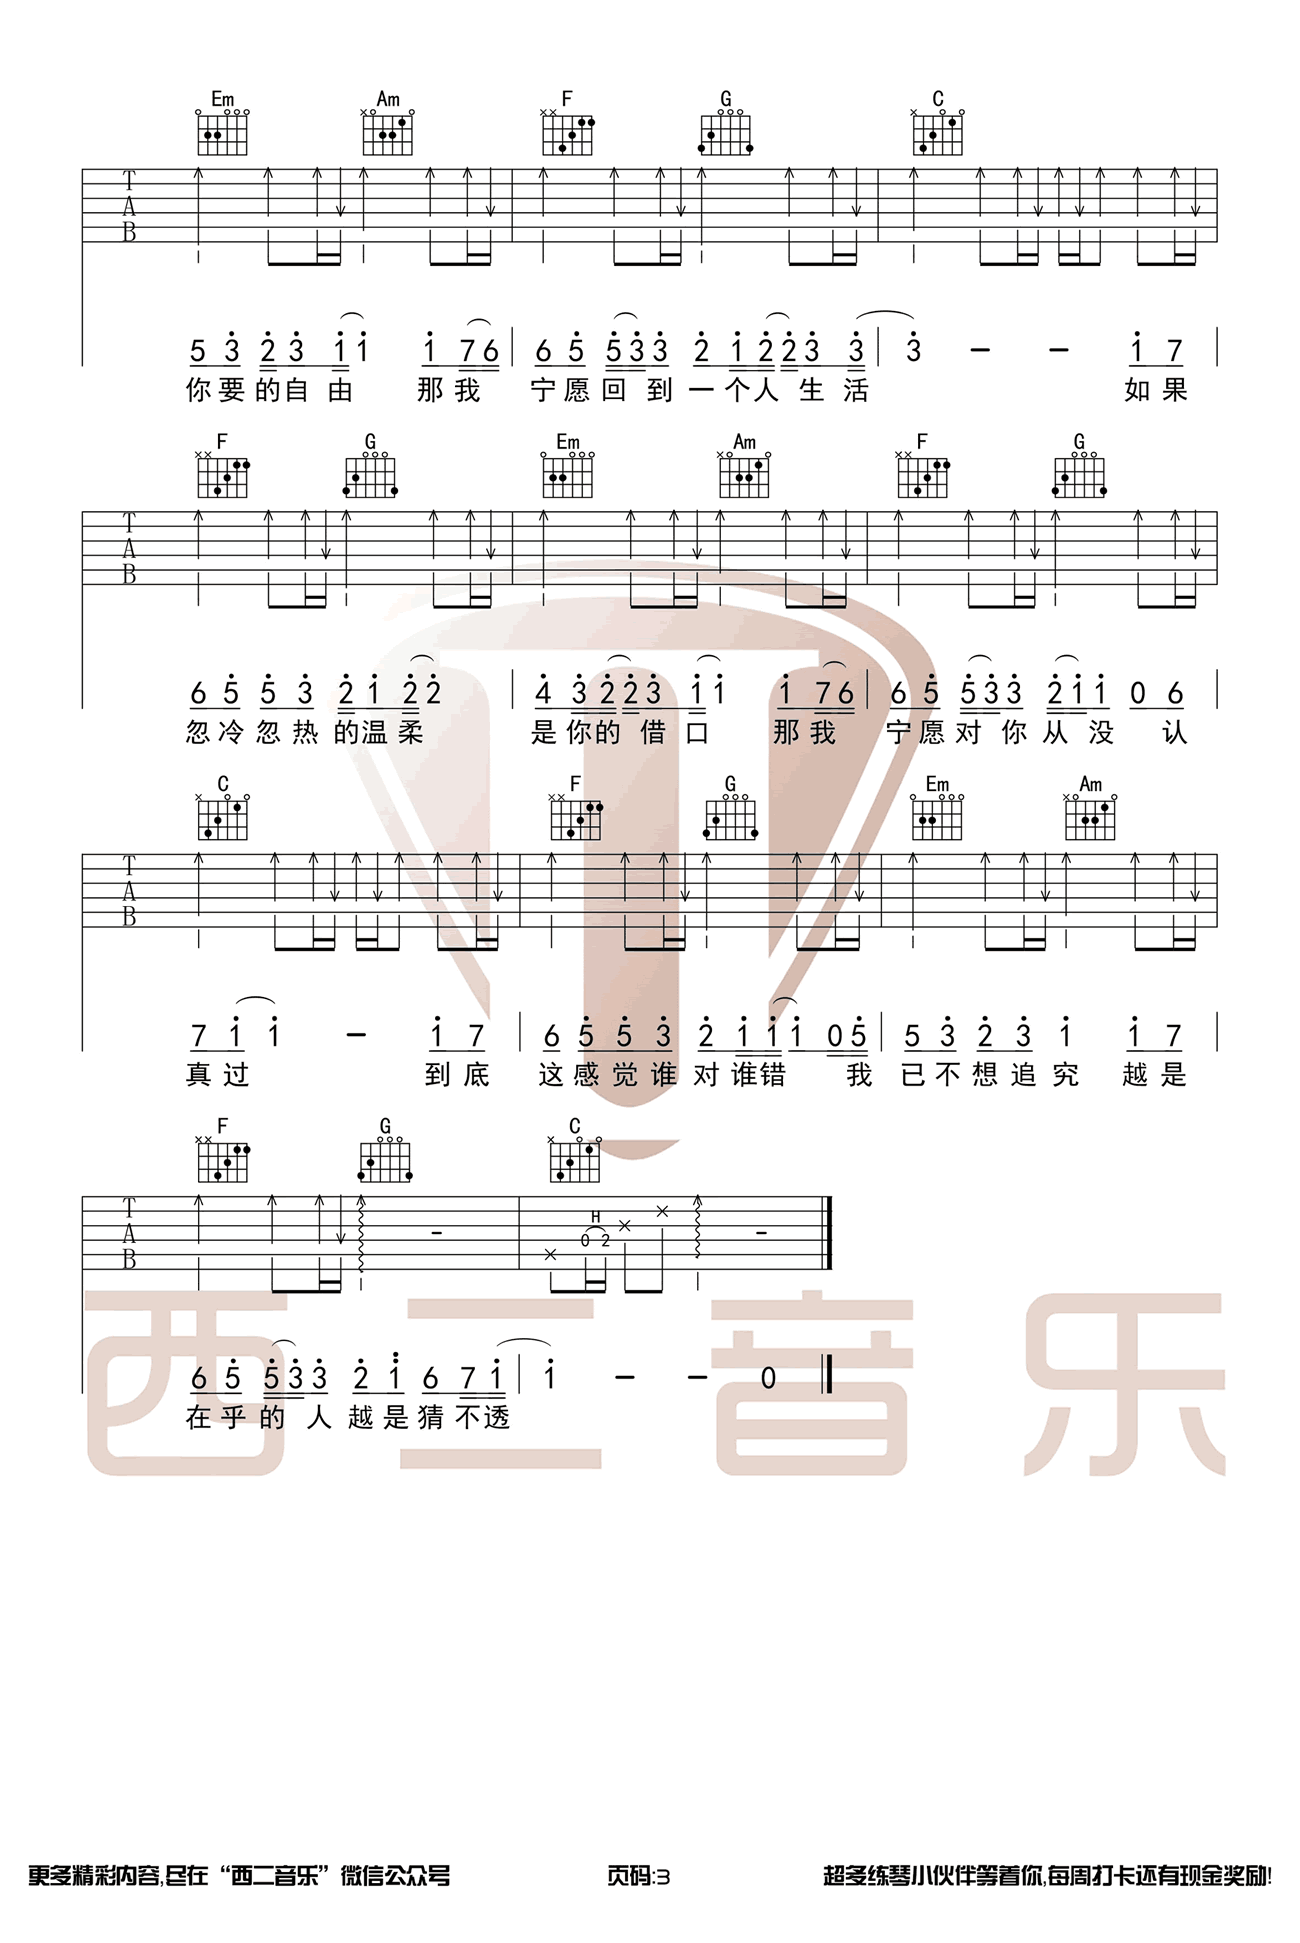 Em Am F G C
T
A
B
5 3 2 3 1 1 1 7 6 | 6 5 5 3 3 2 1 2 2 3 3 | 3 - - 1 7 |
你要的自由 那我 宁愿回到一个人生活 如果
F G Em Am F G
T
A
B
6 5 5 3 2 1 2 2 | 4 3 2 2 3 1 1 1 7 6 | 6 5 5 3 3 2 1 1 0 6 |
忽冷忽热的温柔 是你的借口 那我 宁愿对你从没 认
C F G Em Am
T
A
B
7 1 1 - 1 7 | 6 5 5 3 2 1 1 1 0 5 | 5 3 2 3 1 1 7 |
真过 到底 这感觉谁对谁错 我 已不想追究 越是
F G C
T
A
B
H
0 2
6 5 5 3 3 2 1 6 7 1 | 1 - - 0
在乎的人越是猜不透
西二音乐
更多精彩内容,尽在“西二音乐”微信公众号 页码:3 超多练琴小伙伴等着你,每周打卡还有现金奖励!